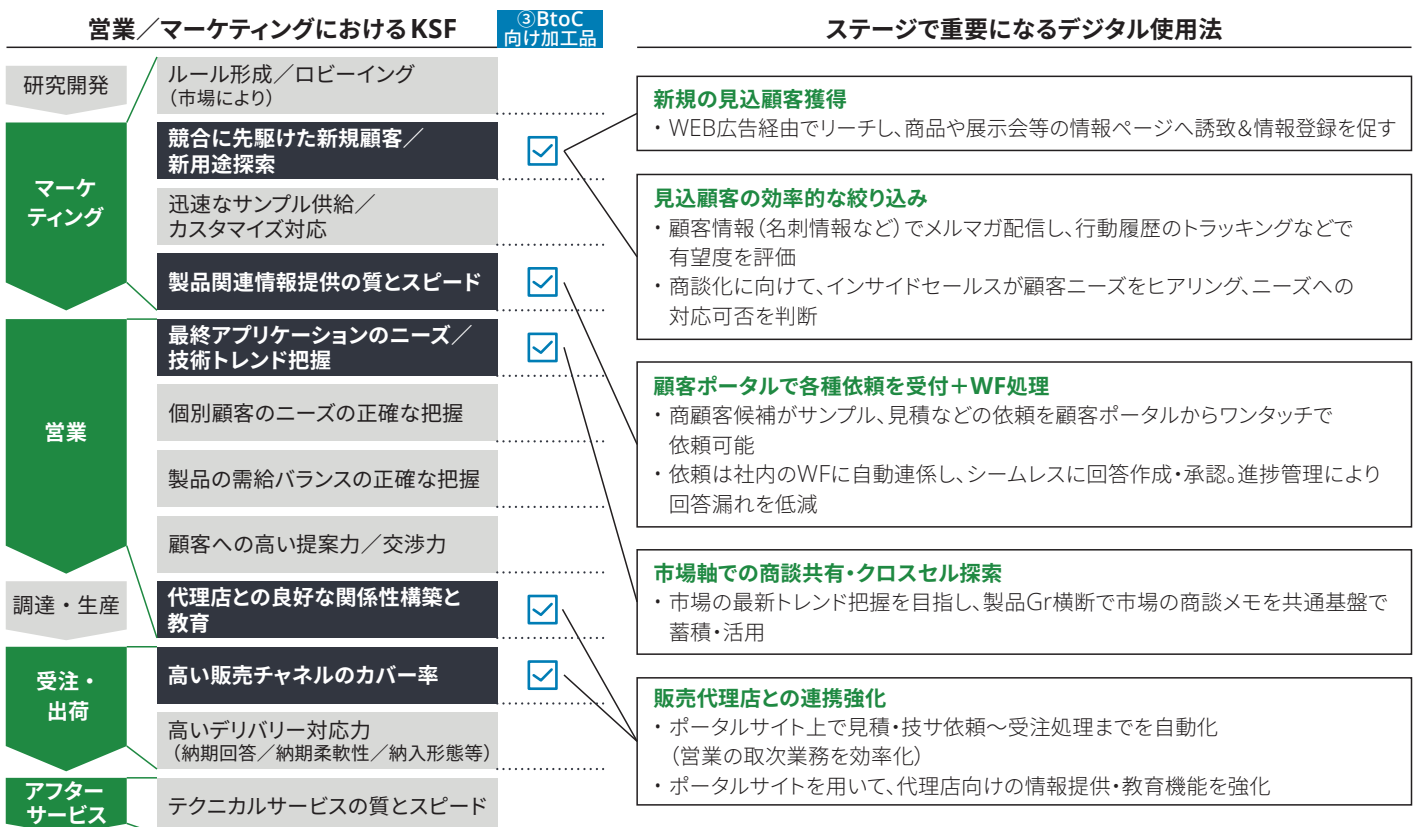 営業／マーケティングにおけるKSF
③BtoC
向け加工品
ステージで重要になるデジタル使用法
研究開発
マーケ
ティング
営業
調達・生産
受注・
出荷
アフター
サービス
ルール形成／ロビーイング
（市場により）
競合に先駆けた新規顧客／
新用途探索
迅速なサンプル供給／
カスタマイズ対応
製品関連情報提供の質とスピード
最終アプリケーションのニーズ／
技術トレンド把握
個別顧客のニーズの正確な把握
製品の需給バランスの正確な把握
顧客への高い提案力／交渉力
代理店との良好な関係性構築と
教育
高い販売チャネルのカバー率
高いデリバリー対応力
（納期回答／納期柔軟性／納入形態等）
テクニカルサービスの質とスピード
新規の見込顧客獲得
・WEB広告経由でリーチし、商品や展示会等の情報ページへ誘致&情報登録を促す
見込顧客の効率的な絞り込み
・顧客情報（名刺情報など）でメルマガ配信し、行動履歴のトラッキングなどで
有望度を評価
・商談化に向けて、インサイドセールスが顧客ニーズをヒアリング、ニーズへの
対応可否を判断
顧客ポータルで各種依頼を受付＋WF処理
・商顧客候補がサンプル、見積などの依頼を顧客ポータルからワンタッチで
依頼可能
・依頼は社内のWFに自動連係し、シームレスに回答作成・承認。進捗管理により
回答漏れを低減
市場軸での商談共有・クロスセル探索
・市場の最新トレンド把握を目指し、製品Gr横断で市場の商談メモを共通基盤で
蓄積・活用
販売代理店との連携強化
・ポータルサイト上で見積・技サ依頼～受注処理までを自動化
（営業の取次業務を効率化）
・ポータルサイトを用いて、代理店向けの情報提供・教育機能を強化